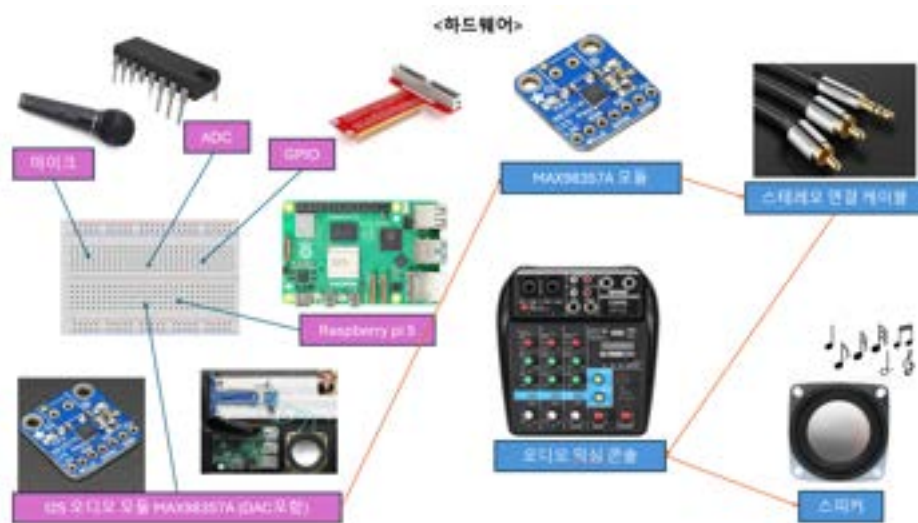 <하드웨어>
마이크
ADC
GPIO
MAX98357A 모듈
스테레오 연결 케이블
Raspberry pi 5
오디오 믹싱 콘솔
I2S 오디오 모듈 MAX98357A (DAC포함)
스피커